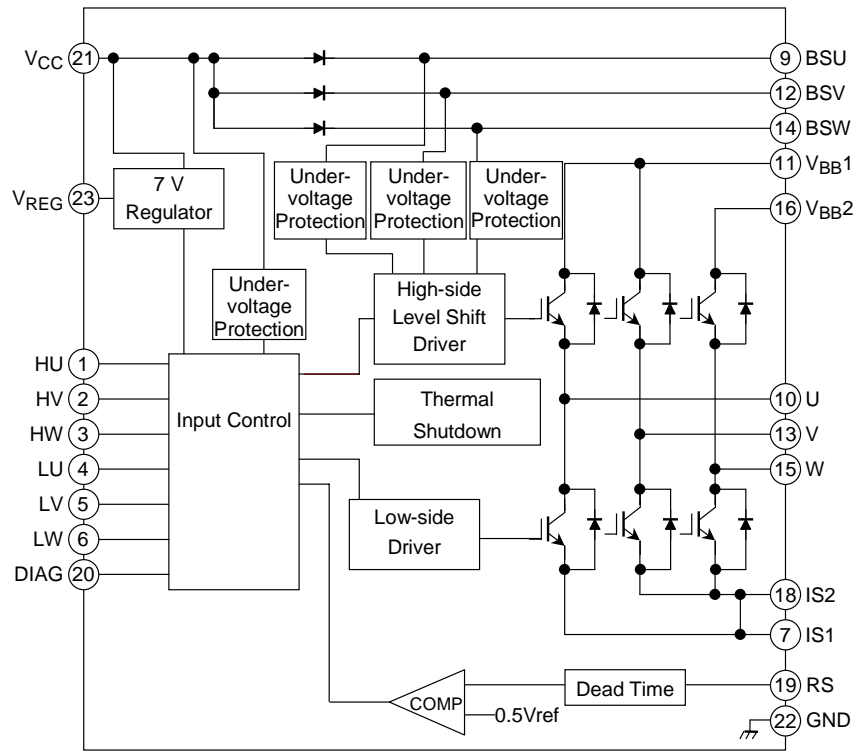 VCC 21
9 BSU
12 BSV
14 BSW
11 VBB1
VREG 23
7 V
Regulator
Under-
voltage
Protection
Under-
voltage
Protection
Under-
voltage
Protection
16 VBB2
Under-
voltage
Protection
High-side
Level Shift
Driver
HU 1
HV 2
HW 3
LU 4
LV 5
LW 6
DIAG 20
Input Control
Thermal
Shutdown
10 U
13 V
15 W
Low-side
Driver
18 IS2
7 IS1
COMP
0.5Vref
Dead Time
19 RS
22 GND